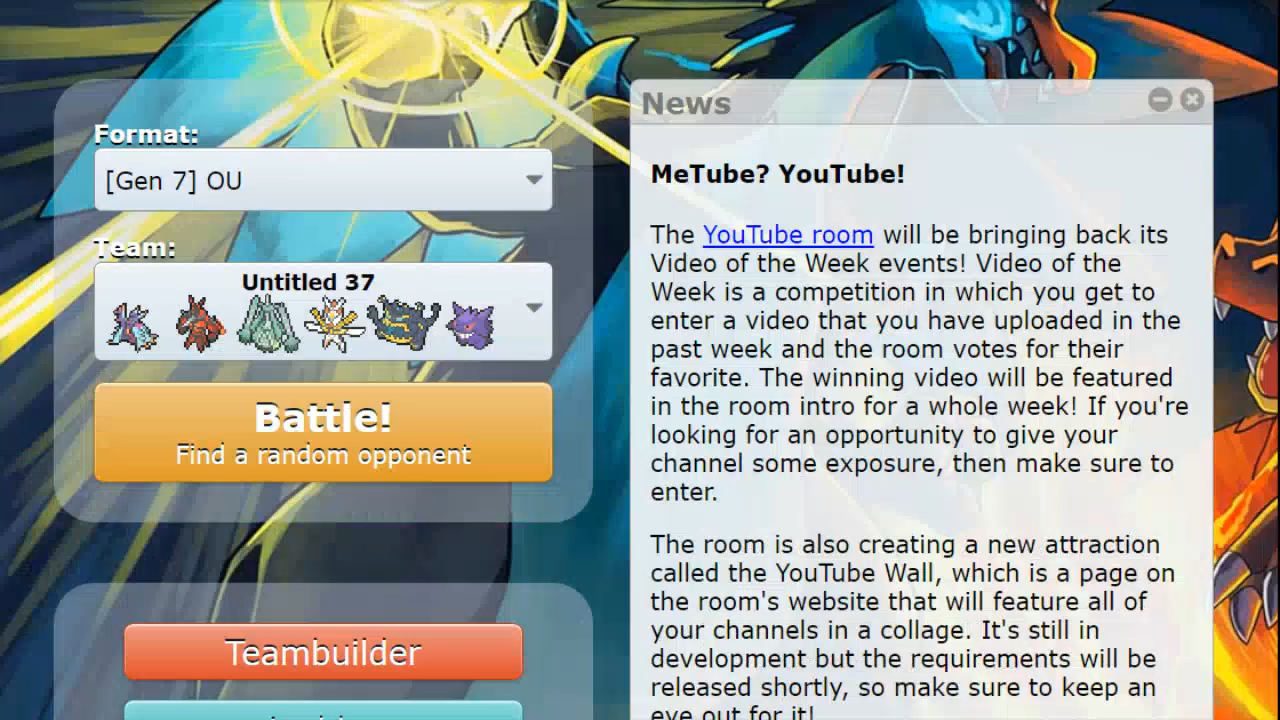 Format:
[Gen 7] OU
Team:
Untitled 37
Battle!
Find a random opponent
Teambuilder
News
MeTube? YouTube!
The YouTube room will be bringing back its
Video of the Week events! Video of the
Week is a competition in which you get to
enter a video that you have uploaded in the
past week and the room votes for their
favorite. The winning video will be featured
in the room intro for a whole week! If you're
looking for an opportunity to give your
channel some exposure, then make sure to
enter.
The room is also creating a new attraction
called the YouTube Wall, which is a page on
the room's website that will feature all of
your channels in a collage. It's still in
development but the requirements will be
released shortly, so make sure to keep an
eye out for it!